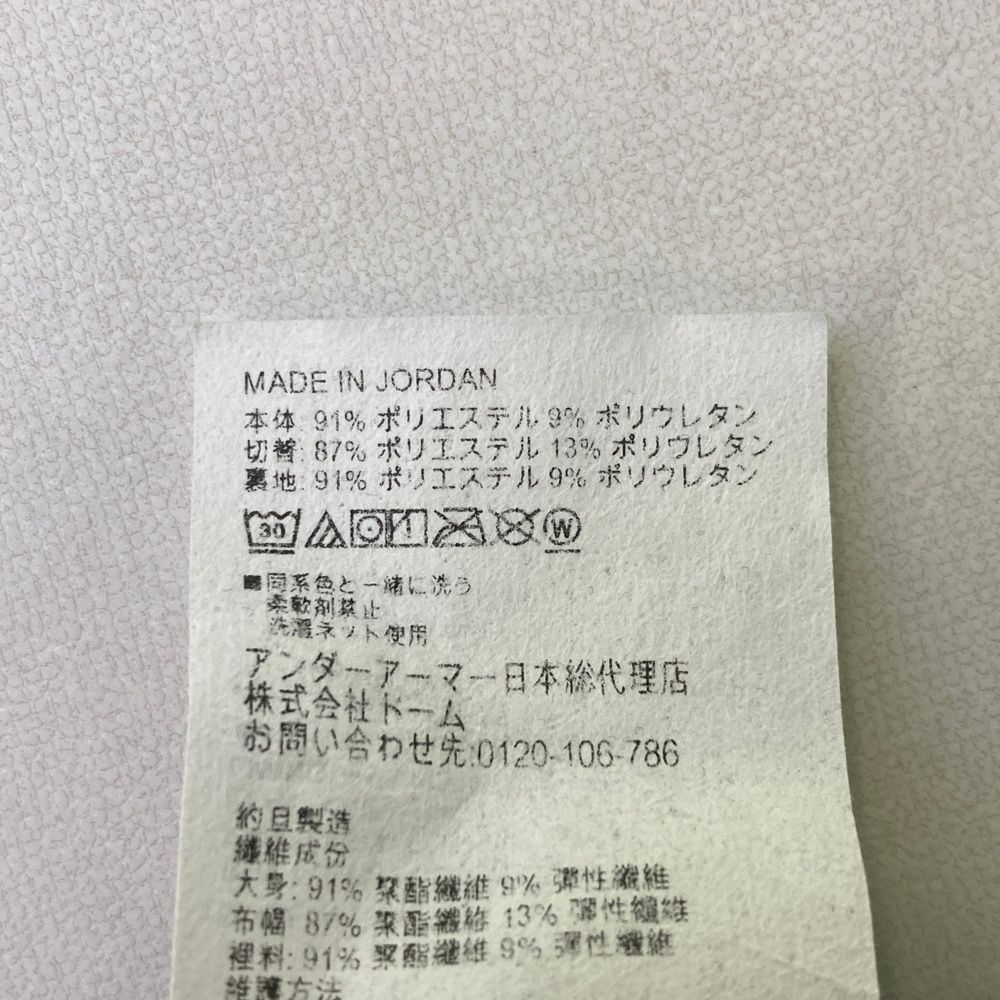 MADE IN JORDAN
本体: 91% ポリエステル 9% ポリウレタン
切替: 87% ポリエステル 13% ポリウレタン
裏地: 91% ポリエステル 9% ポリウレタン
30 W
■同系色と一緒に洗う
柔軟剤禁止
洗濯ネット使用
アンダーアーマー日本総代理店
株式会社ドーム
お問い合わせ先:0120-106-786
約旦製造
纖維成份
大身: 91% 聚酯纖維 9% 彈性纖維
布幅: 87% 聚酯纖維 13% 彈性纖維
裡料: 91% 聚酯纖維 9% 彈性纖維
維護方法